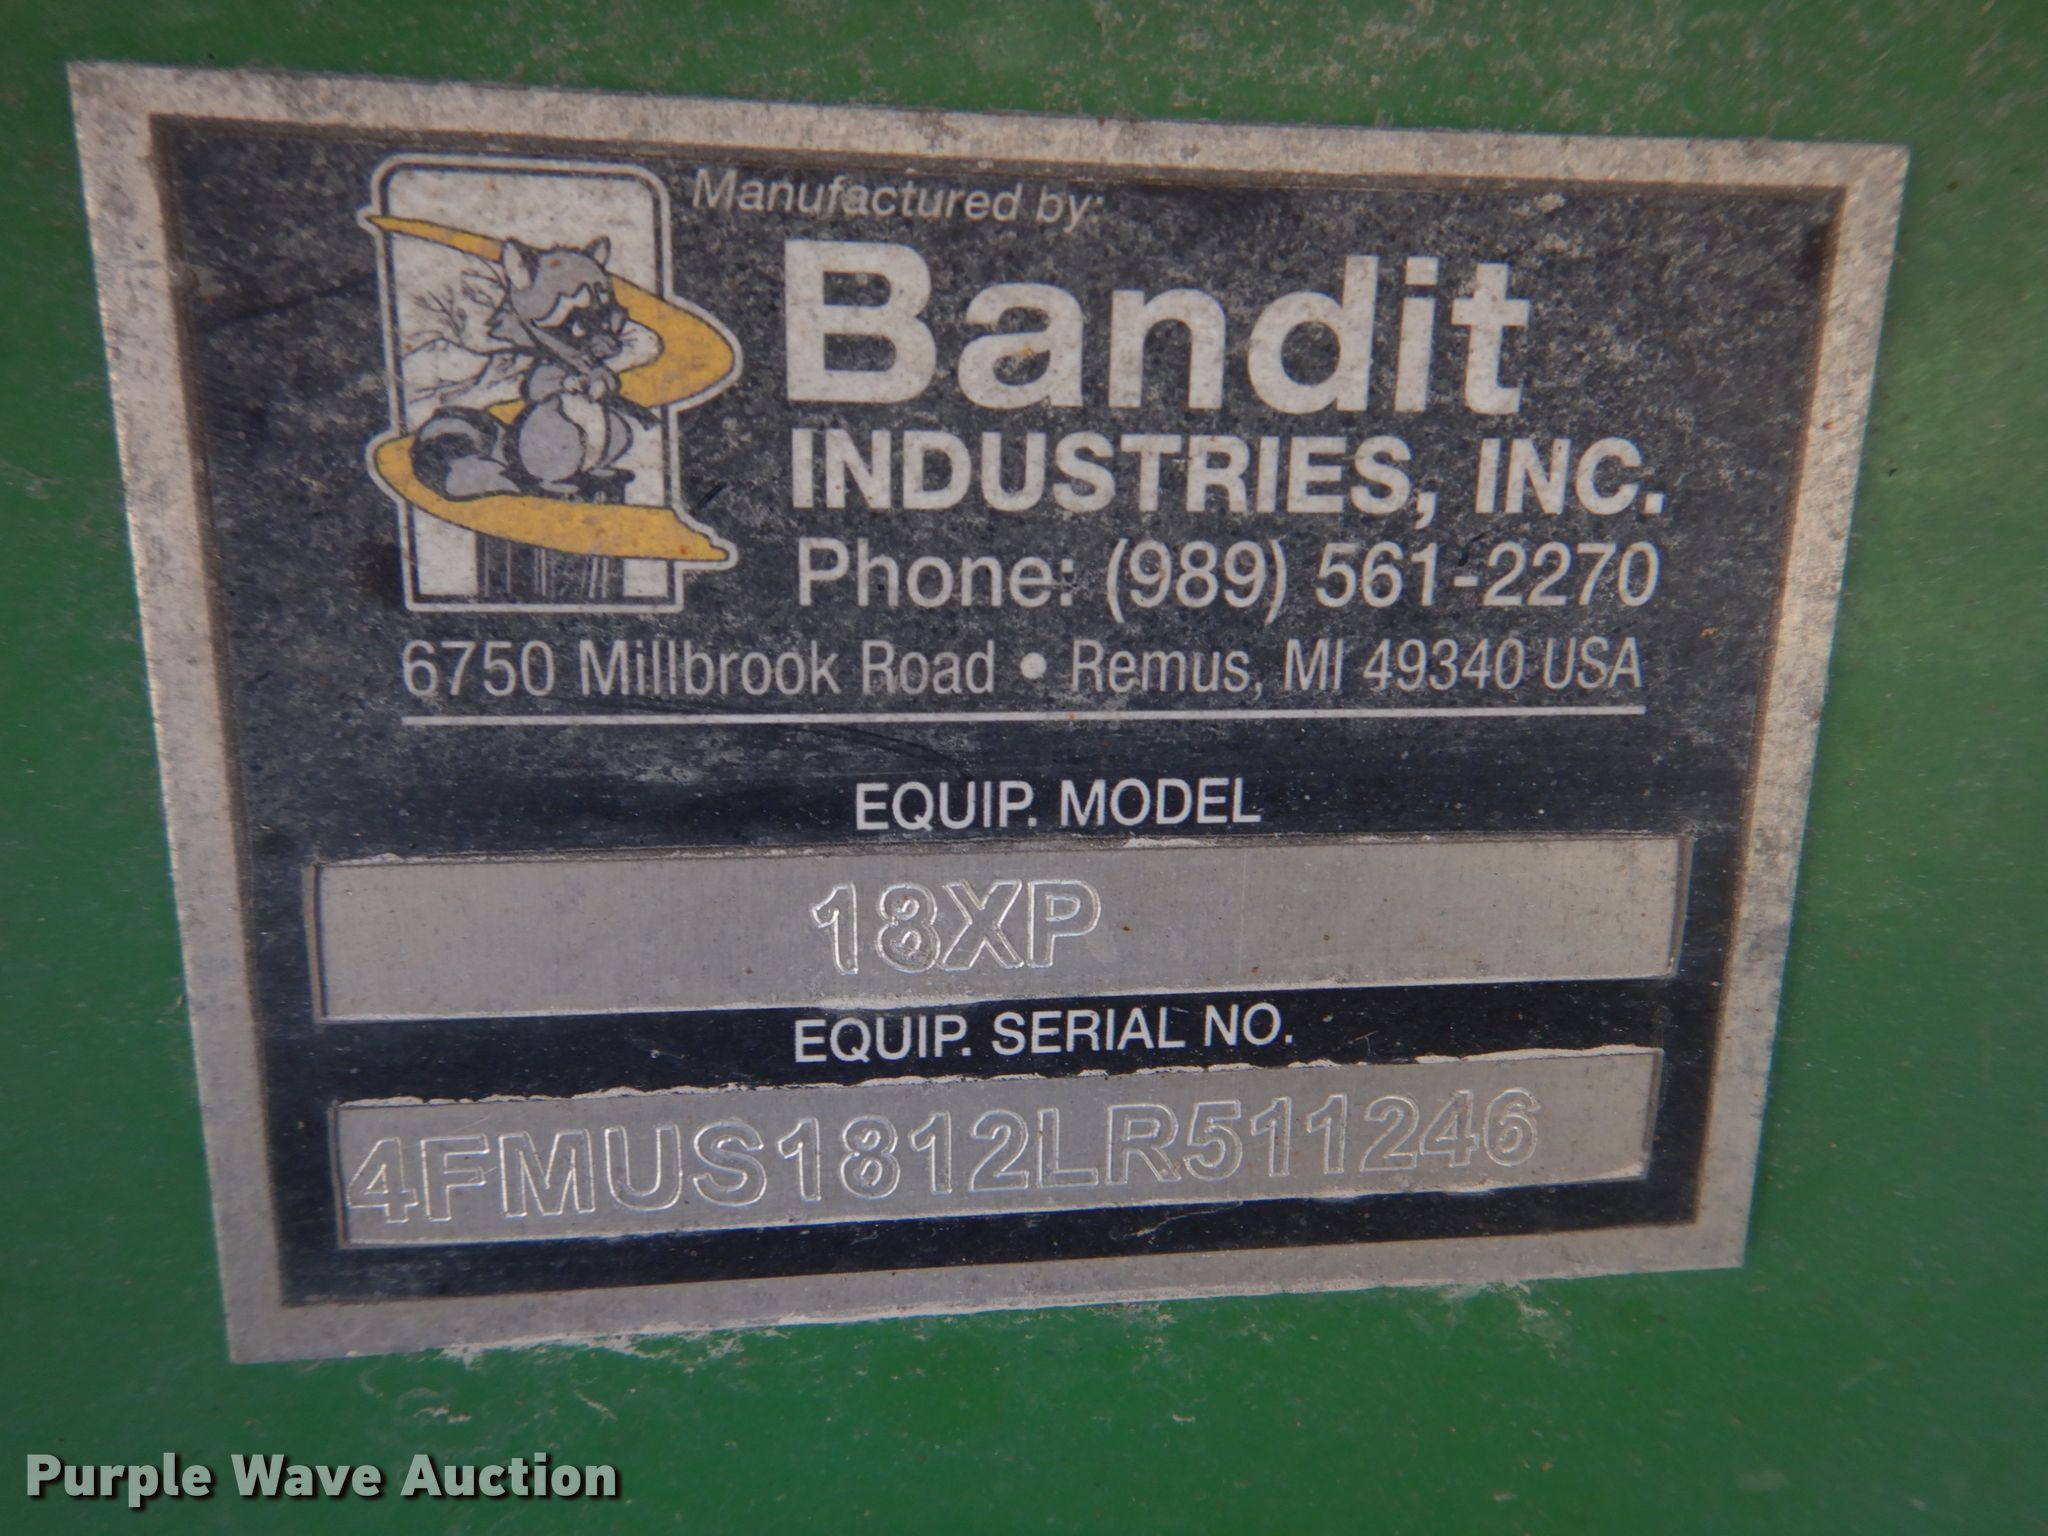 Manufactured by:
Bandit
INDUSTRIES, INC.
Phone: (989) 561-2270
6750 Millbrook Road • Remus, MI 49340 USA
EQUIP. MODEL
18XP
EQUIP. SERIAL NO.
4FMUS1812LR511246
Purple Wave Auction